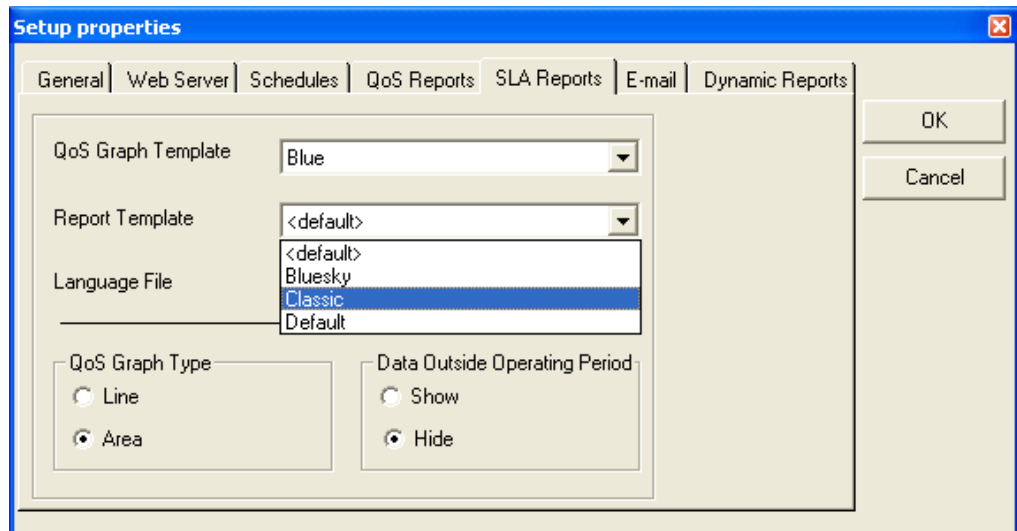 Setup properties
General Web Server Schedules QoS Reports SLA Reports E-mail Dynamic Reports
OK
Cancel
QoS Graph Template Blue
Report Template <default>
<default>
Bluesky
Classic
Default
Language File
QoS Graph Type
Line
Area
Data Outside Operating Period
Show
Hide